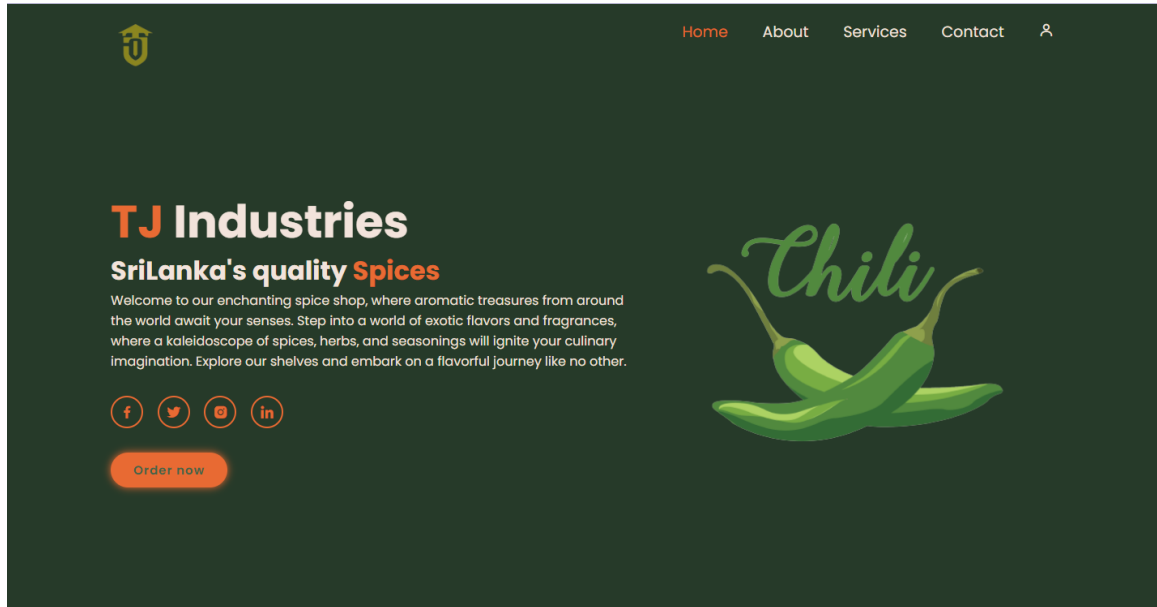 Home About Services Contact
TJ Industries
SriLanka's quality Spices
Welcome to our enchanting spice shop, where aromatic treasures from around
the world await your senses. Step into a world of exotic flavors and fragrances,
where a kaleidoscope of spices, herbs, and seasonings will ignite your culinary
imagination. Explore our shelves and embark on a flavorful journey like no other.
Order now
Chili